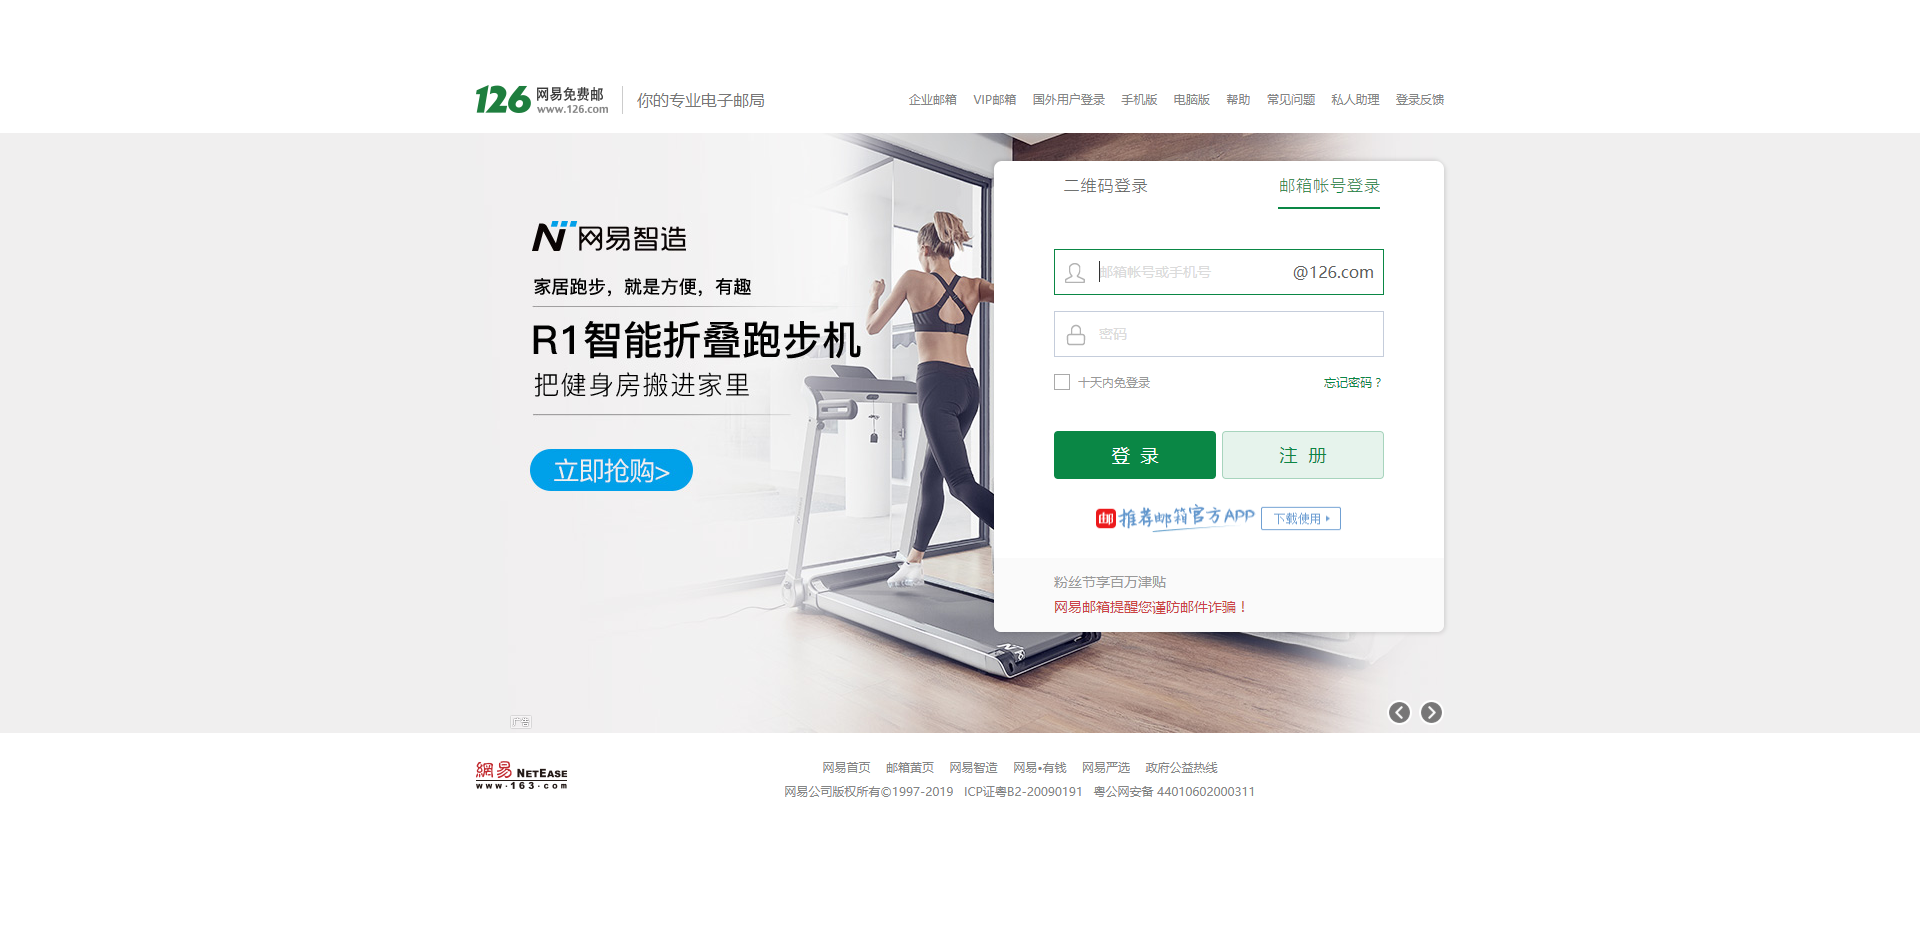 126 网易免费邮
www.126.com
你的专业电子邮局
企业邮箱 VIP邮箱 国外用户登录 手机版 电脑版 帮助 常见问题 私人助理 登录反馈
网易智造
家居跑步，就是方便，有趣
R1智能折叠跑步机
把健身房搬进家里
立即抢购>
广告
二维码登录 邮箱帐号登录
邮箱帐号或手机号 @126.com
密码
十天内免登录 忘记密码？
登 录 注 册
邮 推荐邮箱官方APP 下载使用
粉丝节享百万津贴
网易邮箱提醒您谨防邮件诈骗！
網易 NETEASE
www.163.com
网易首页 邮箱黄页 网易智造 网易•有钱 网易严选 政府公益热线
网易公司版权所有©1997-2019 ICP证粤B2-20090191 粤公网安备 44010602000311